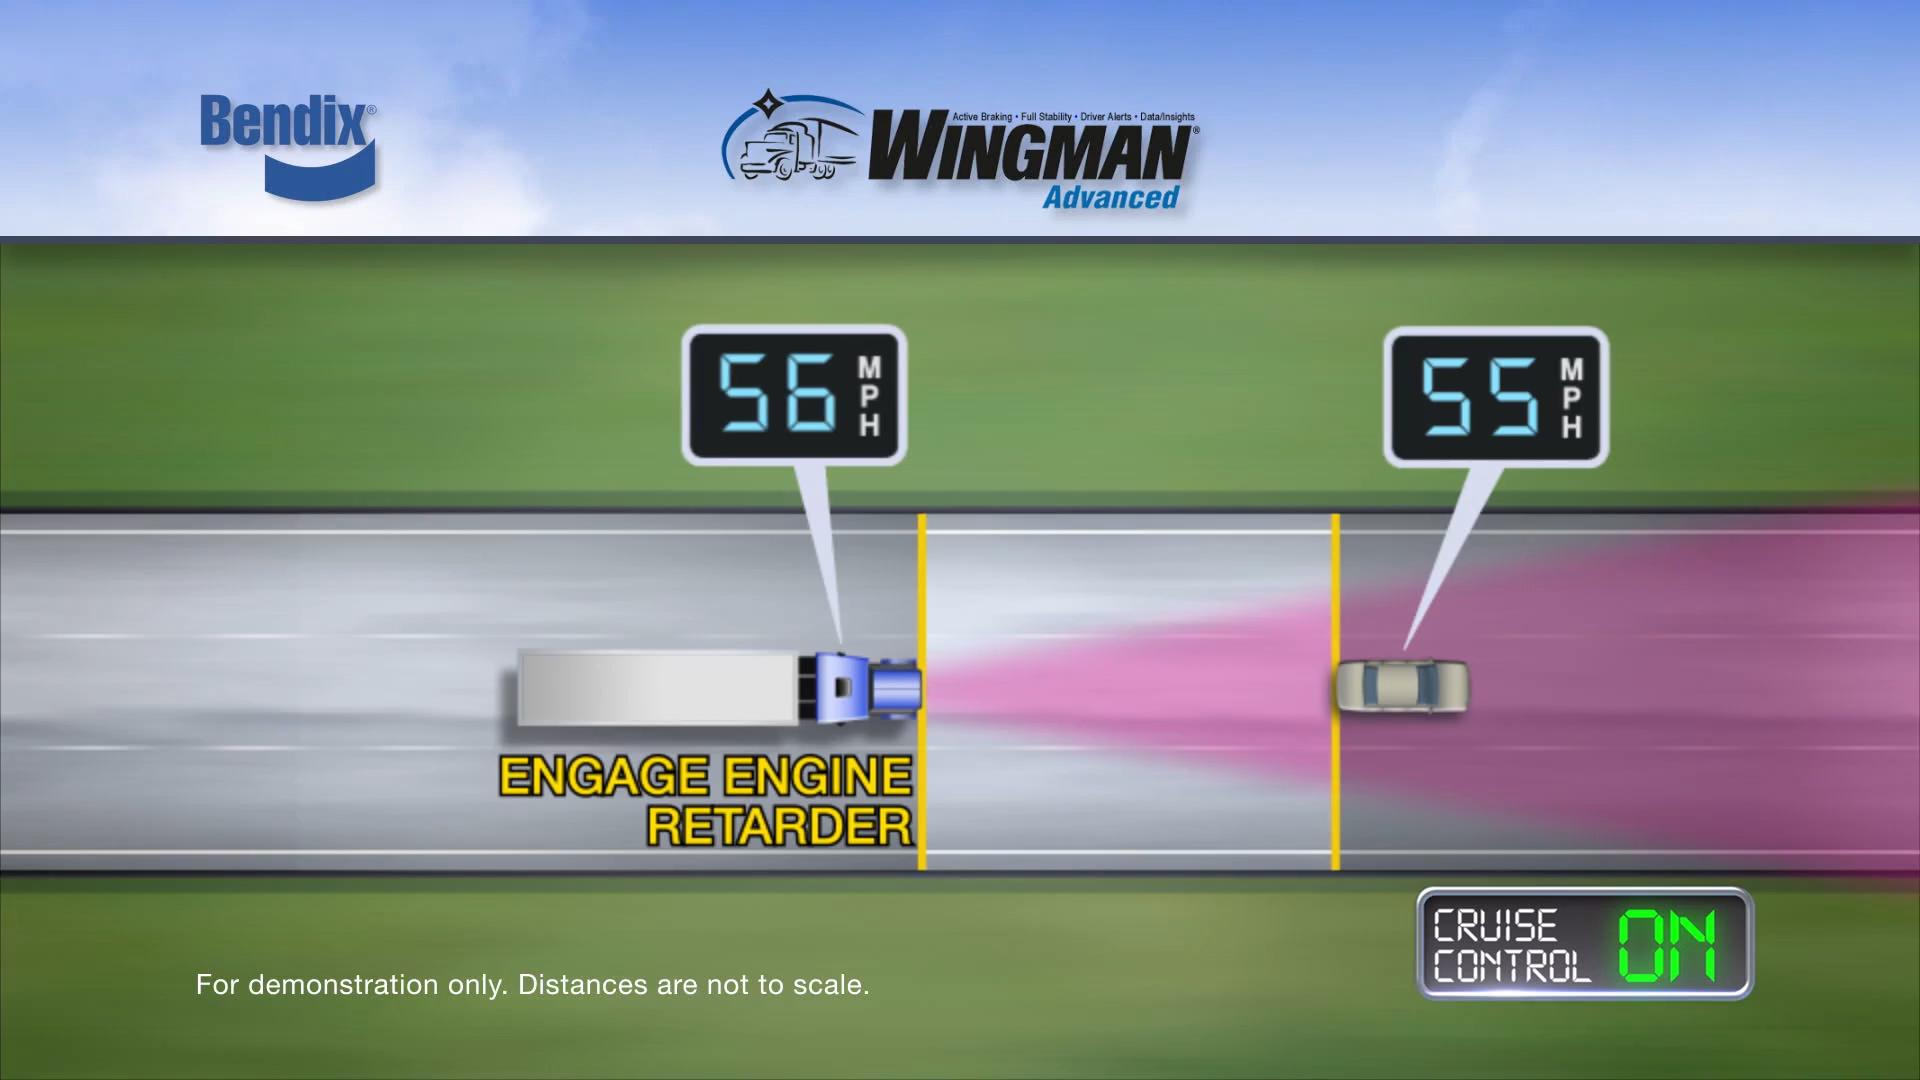 Bendix®
Active Braking • Full Stability • Driver Alerts • Data/Insights
WINGMAN®
Advanced
56 MPH
55 MPH
ENGAGE ENGINE
RETARDER
CRUISE
CONTROL ON
For demonstration only. Distances are not to scale.